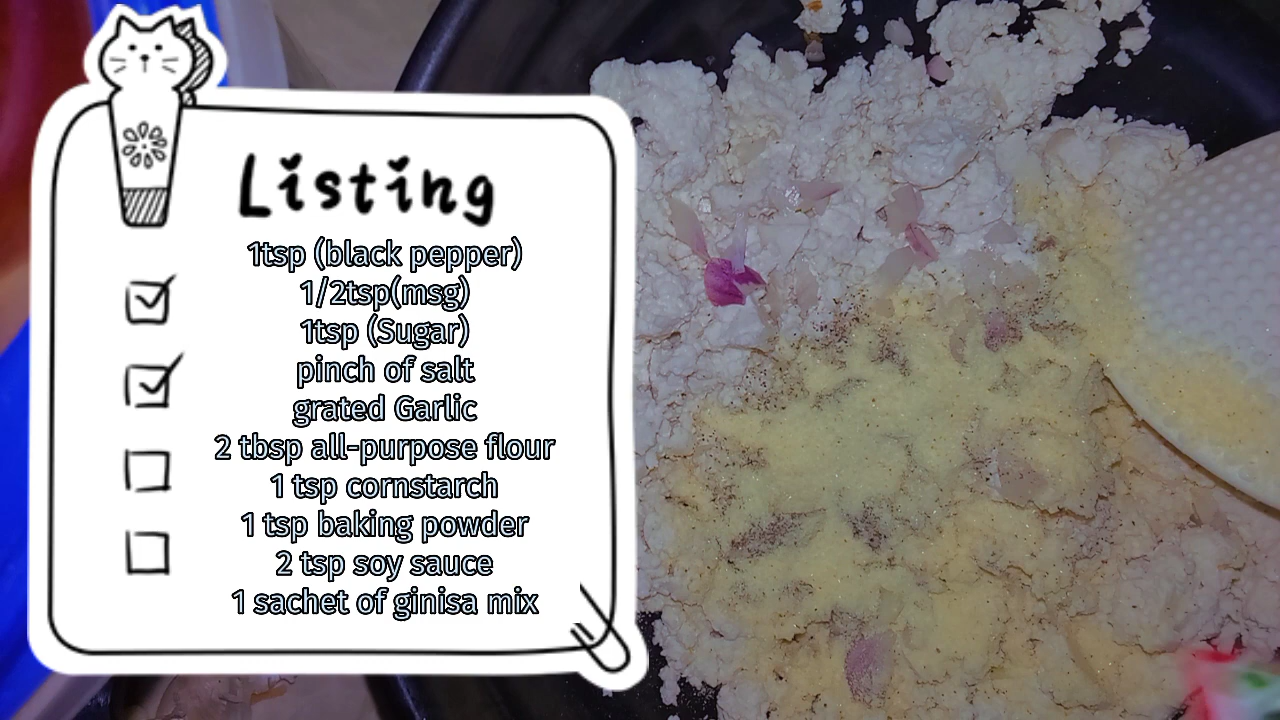 Listing
1tsp (black pepper)
1/2tsp(msg)
1tsp (Sugar)
pinch of salt
grated Garlic
2 tbsp all-purpose flour
1 tsp cornstarch
1 tsp baking powder
2 tsp soy sauce
1 sachet of ginisa mix